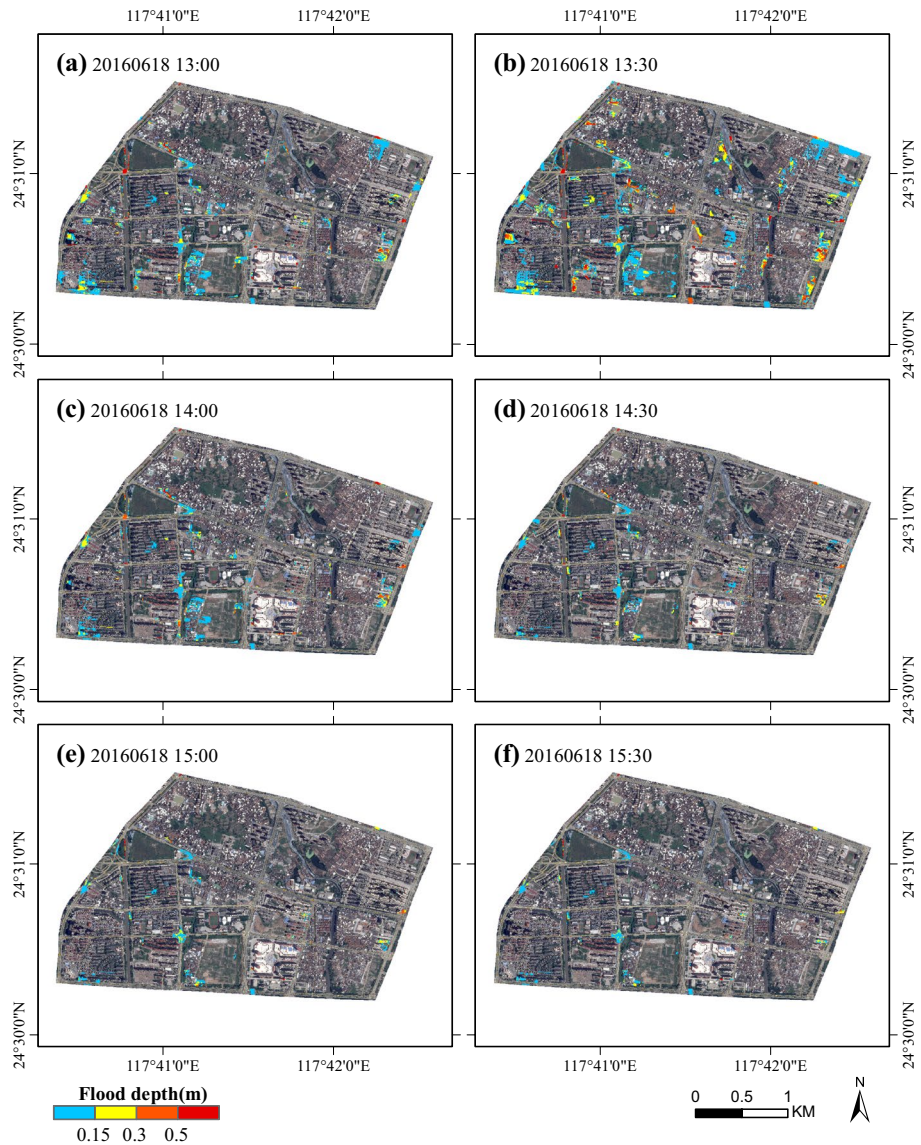 117°41'0"E 117°42'0"E 117°41'0"E 117°42'0"E
(a) 20160618 13:00
(b) 20160618 13:30
24°31'0"N
24°31'0"N
24°30'0"N
24°30'0"N
(c) 20160618 14:00
(d) 20160618 14:30
24°31'0"N
24°31'0"N
24°30'0"N
24°30'0"N
(e) 20160618 15:00
(f) 20160618 15:30
24°31'0"N
24°31'0"N
24°30'0"N
24°30'0"N
117°41'0"E 117°42'0"E 117°41'0"E 117°42'0"E
Flood depth(m)
0.15 0.3 0.5
0 0.5 1
KM
N